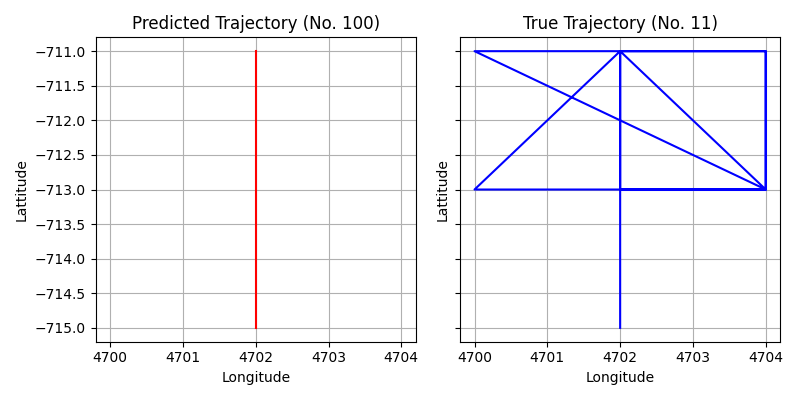 Predicted Trajectory (No. 100)
True Trajectory (No. 11)
−711.0
−711.5
−712.0
−712.5
−713.0
−713.5
−714.0
−714.5
−715.0
Lattitude
Lattitude
4700 4701 4702 4703 4704
4700 4701 4702 4703 4704
Longitude
Longitude